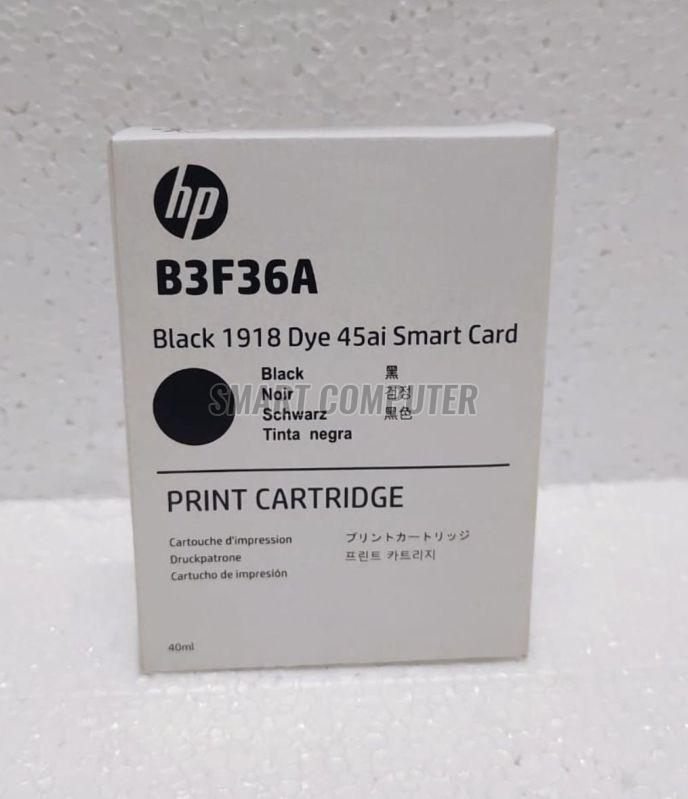 hp
B3F36A
Black 1918 Dye 45ai Smart Card
Black 黑
Noir 검정
Schwarz 黑色
Tinta negra
SMART COMPUTER
PRINT CARTRIDGE
Cartouche d'impression プリントカートリッジ
Druckpatrone 프린트 카트리지
Cartucho de impresión
40ml